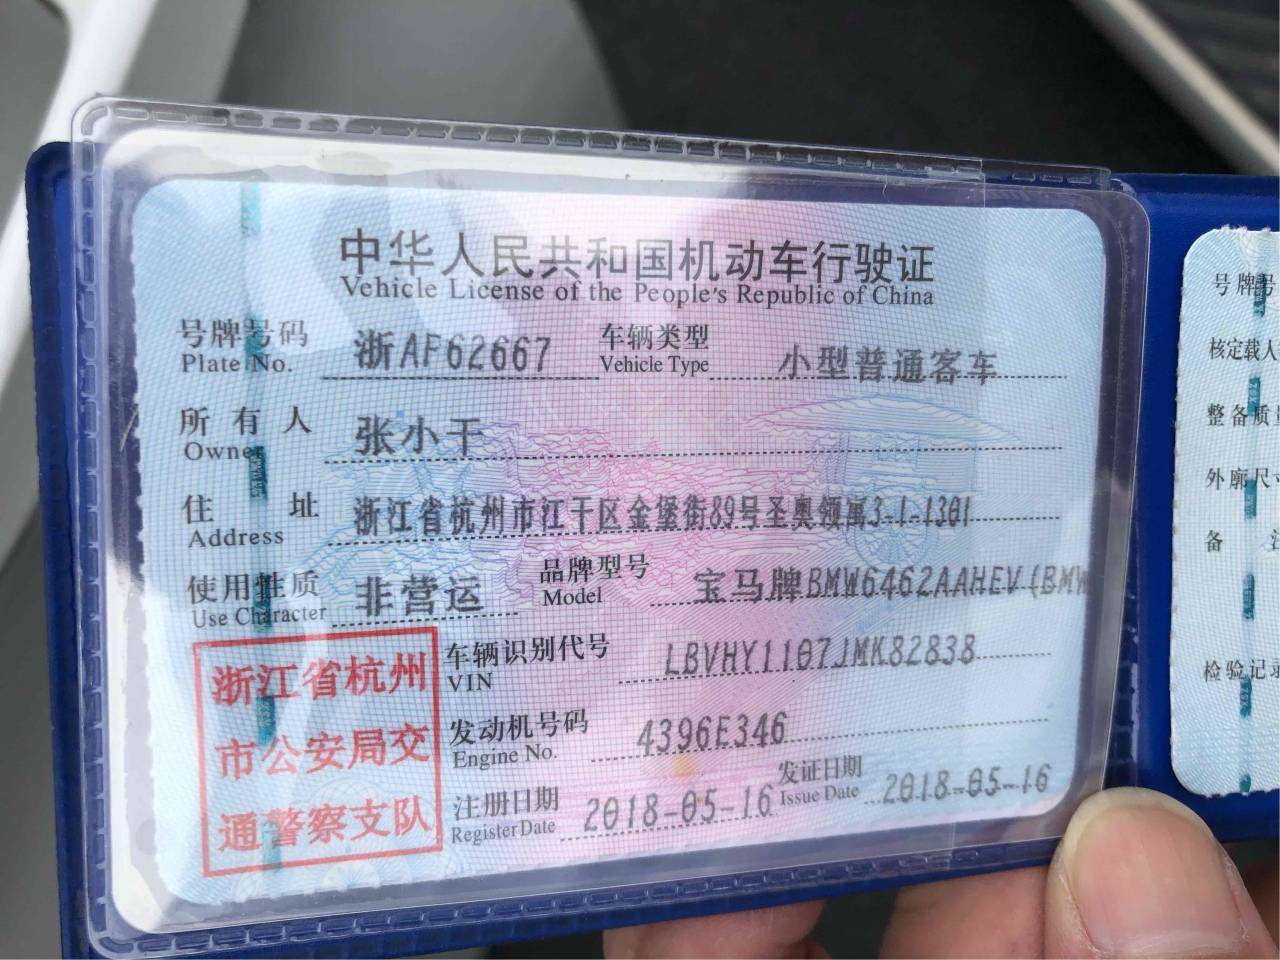 中华人民共和国机动车行驶证
Vehicle License of the People's Republic of China
号牌号码 浙AF62667 车辆类型 小型普通客车
Plate No. Vehicle Type
所有人 张小干
Owner
住址 浙江省杭州市江干区金堡街89号圣奥领寓3-1-1301
Address
使用性质 非营运 品牌型号 宝马牌BMW6462AAHEV(BMW
Use Character Model
浙江省杭州
市公安局交
通警察支队
车辆识别代号 LBVHY1107JMK82838
VIN
发动机号码 4396E346
Engine No.
注册日期 2018-05-16 发证日期 2018-05-16
Register Date Issue Date
号牌号
核定载人
整备质量
外廓尺寸
备 注
检验记录